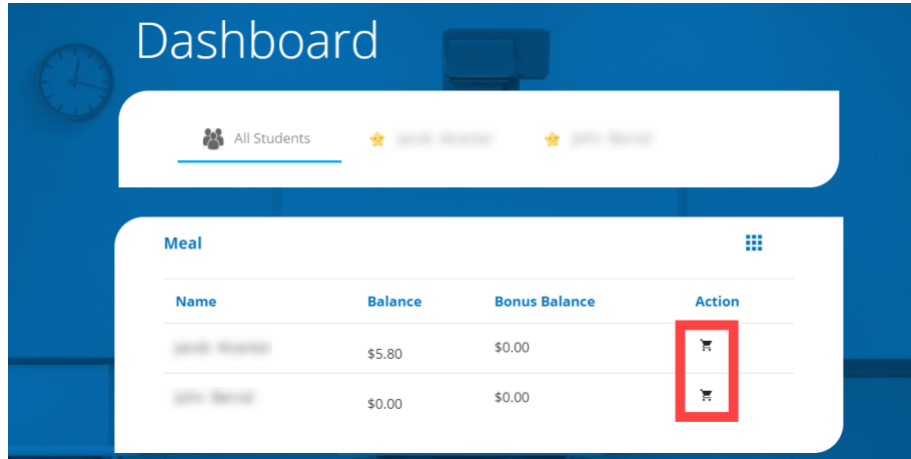 Dashboard
All Students
Meal
Name Balance Bonus Balance Action
$5.80 $0.00
$0.00 $0.00